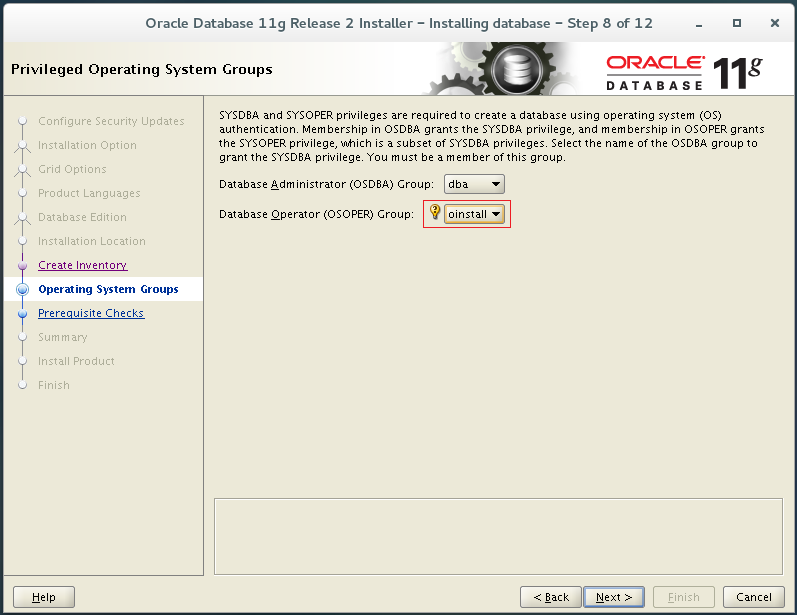 Oracle Database 11g Release 2 Installer – Installing database – Step 8 of 12
Privileged Operating System Groups
ORACLE
DATABASE
11g
Configure Security Updates
Installation Option
Grid Options
Product Languages
Database Edition
Installation Location
Create Inventory
Operating System Groups
Prerequisite Checks
Summary
Install Product
Finish
SYSDBA and SYSOPER privileges are required to create a database using operating system (OS)
authentication. Membership in OSDBA grants the SYSDBA privilege, and membership in OSOPER grants
the SYSOPER privilege, which is a subset of SYSDBA privileges. Select the name of the OSDBA group to
grant the SYSDBA privilege. You must be a member of this group.
Database Administrator (OSDBA) Group: dba
Database Operator (OSOPER) Group: oinstall
Help
< Back
Next >
Finish
Cancel